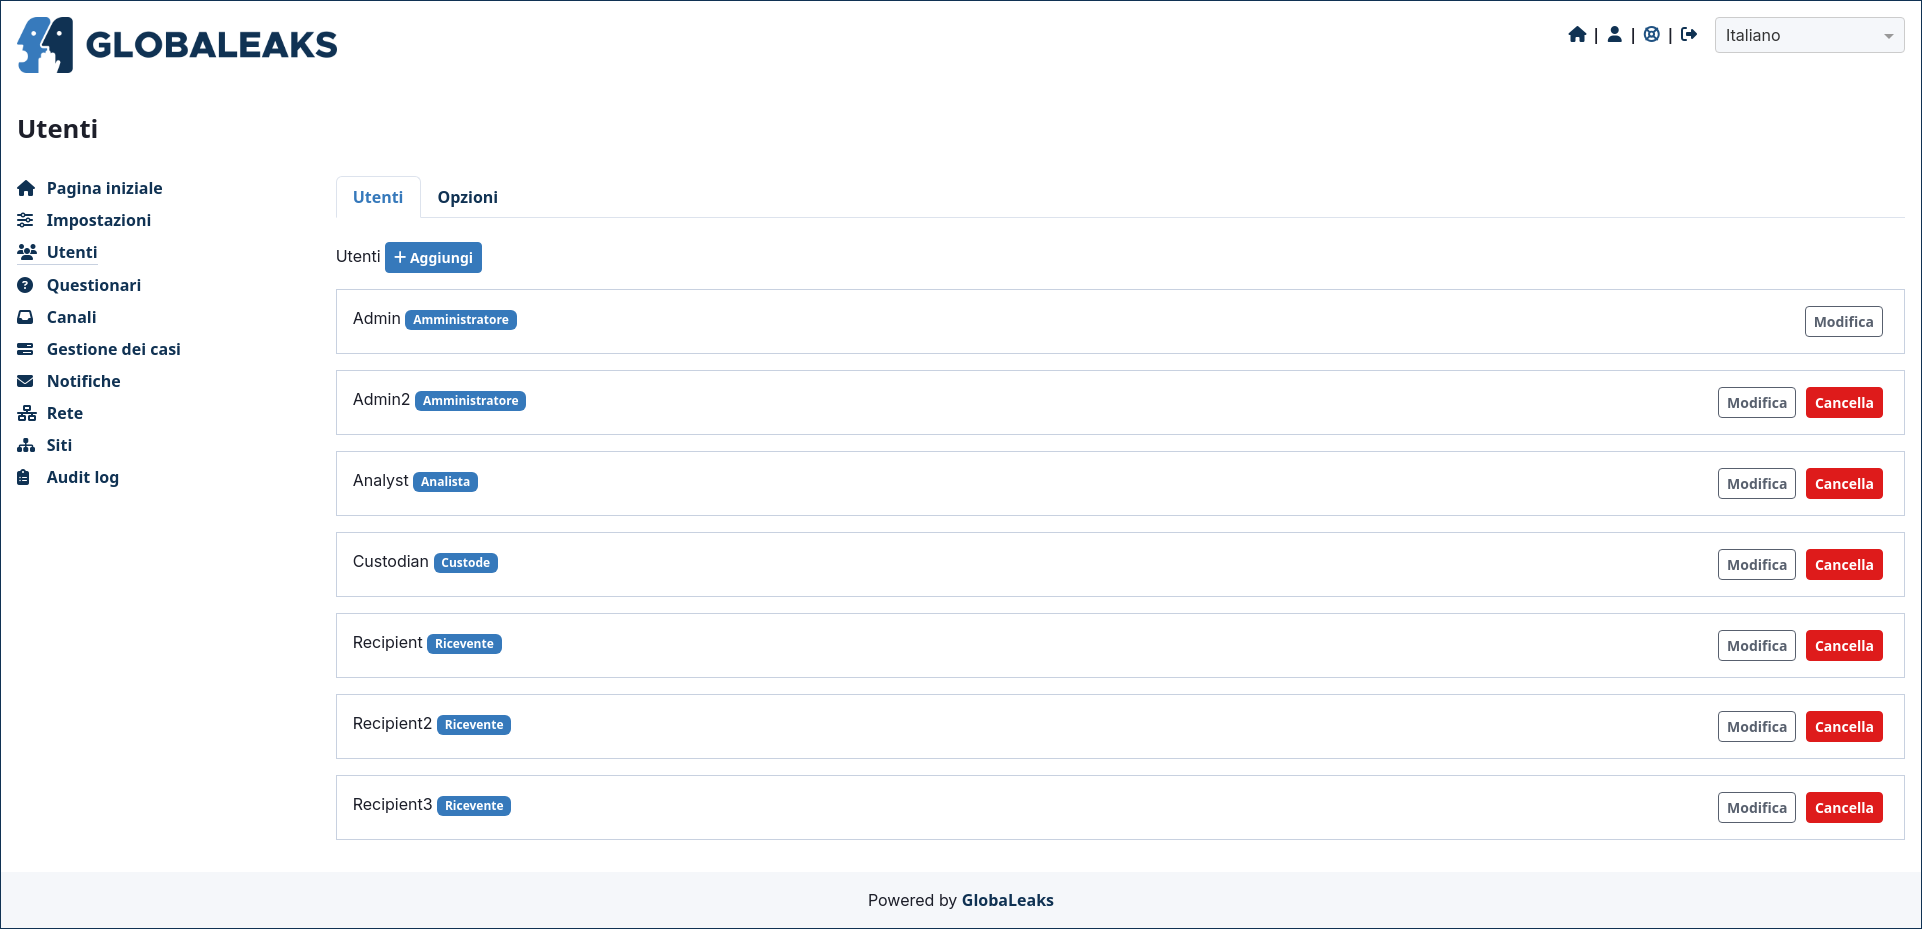 GLOBALEAKS
| | | Italiano
Utenti
Pagina iniziale
Impostazioni
Utenti
Questionari
Canali
Gestione dei casi
Notifiche
Rete
Siti
Audit log
Utenti Opzioni
Utenti + Aggiungi
Admin Amministratore Modifica
Admin2 Amministratore Modifica Cancella
Analyst Analista Modifica Cancella
Custodian Custode Modifica Cancella
Recipient Ricevente Modifica Cancella
Recipient2 Ricevente Modifica Cancella
Recipient3 Ricevente Modifica Cancella
Powered by GlobaLeaks